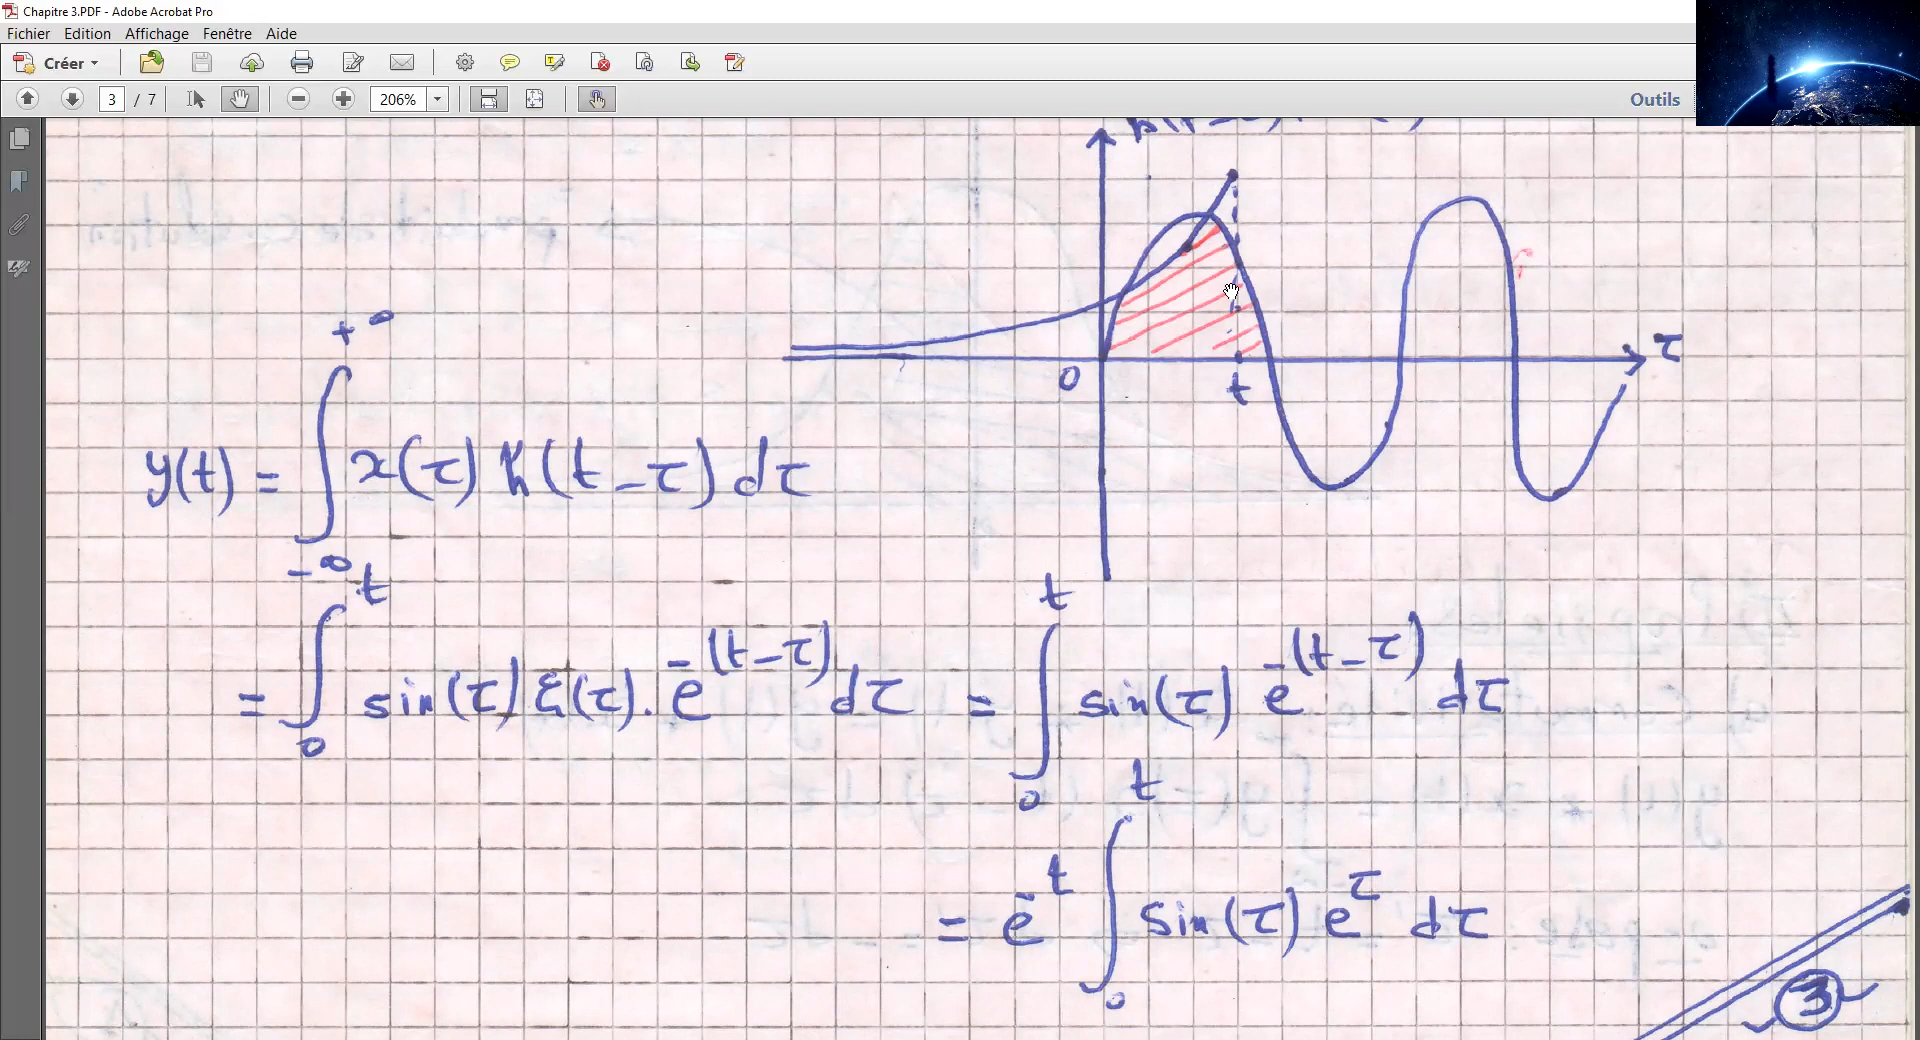 Chapitre 3.PDF - Adobe Acrobat Pro
Fichier Edition Affichage Fenêtre Aide
Créer
3 / 7 206% Outils
0 t τ
y(t) = ∫_{-∞}^{+∞} x(τ) h(t-τ) dτ
= ∫_0^t sin(τ) ξ(τ). e^{-(t-τ)} dτ = ∫_0^t sin(τ) e^{-(t-τ)} dτ
= e^{-t} ∫_0^t sin(τ) e^τ dτ
3